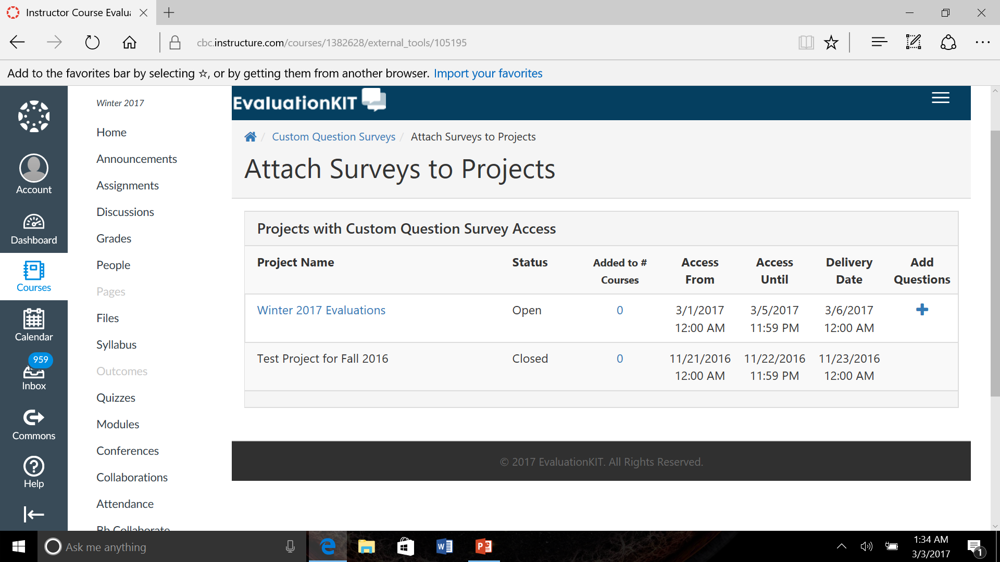 Instructor Course Evalu
cbc.instructure.com/courses/1382628/external_tools/105195
Add to the favorites bar by selecting ☆, or by getting them from another browser. Import your favorites
Account
Dashboard
Courses
Calendar
959
Inbox
Commons
Help
Winter 2017
Home
Announcements
Assignments
Discussions
Grades
People
Pages
Files
Syllabus
Outcomes
Quizzes
Modules
Conferences
Collaborations
Attendance
Bb Collaborate
EvaluationKIT
/ Custom Question Surveys / Attach Surveys to Projects
Attach Surveys to Projects
Projects with Custom Question Survey Access
Project Name Status Added to # Courses Access From Access Until Delivery Date Add Questions
Winter 2017 Evaluations Open 0 3/1/2017 3/5/2017 3/6/2017
12:00 AM 11:59 PM 12:00 AM
Test Project for Fall 2016 Closed 0 11/21/2016 11/22/2016 11/23/2016
12:00 AM 11:59 PM 12:00 AM
© 2017 EvaluationKIT. All Rights Reserved.
Ask me anything
1:34 AM
3/3/2017
1